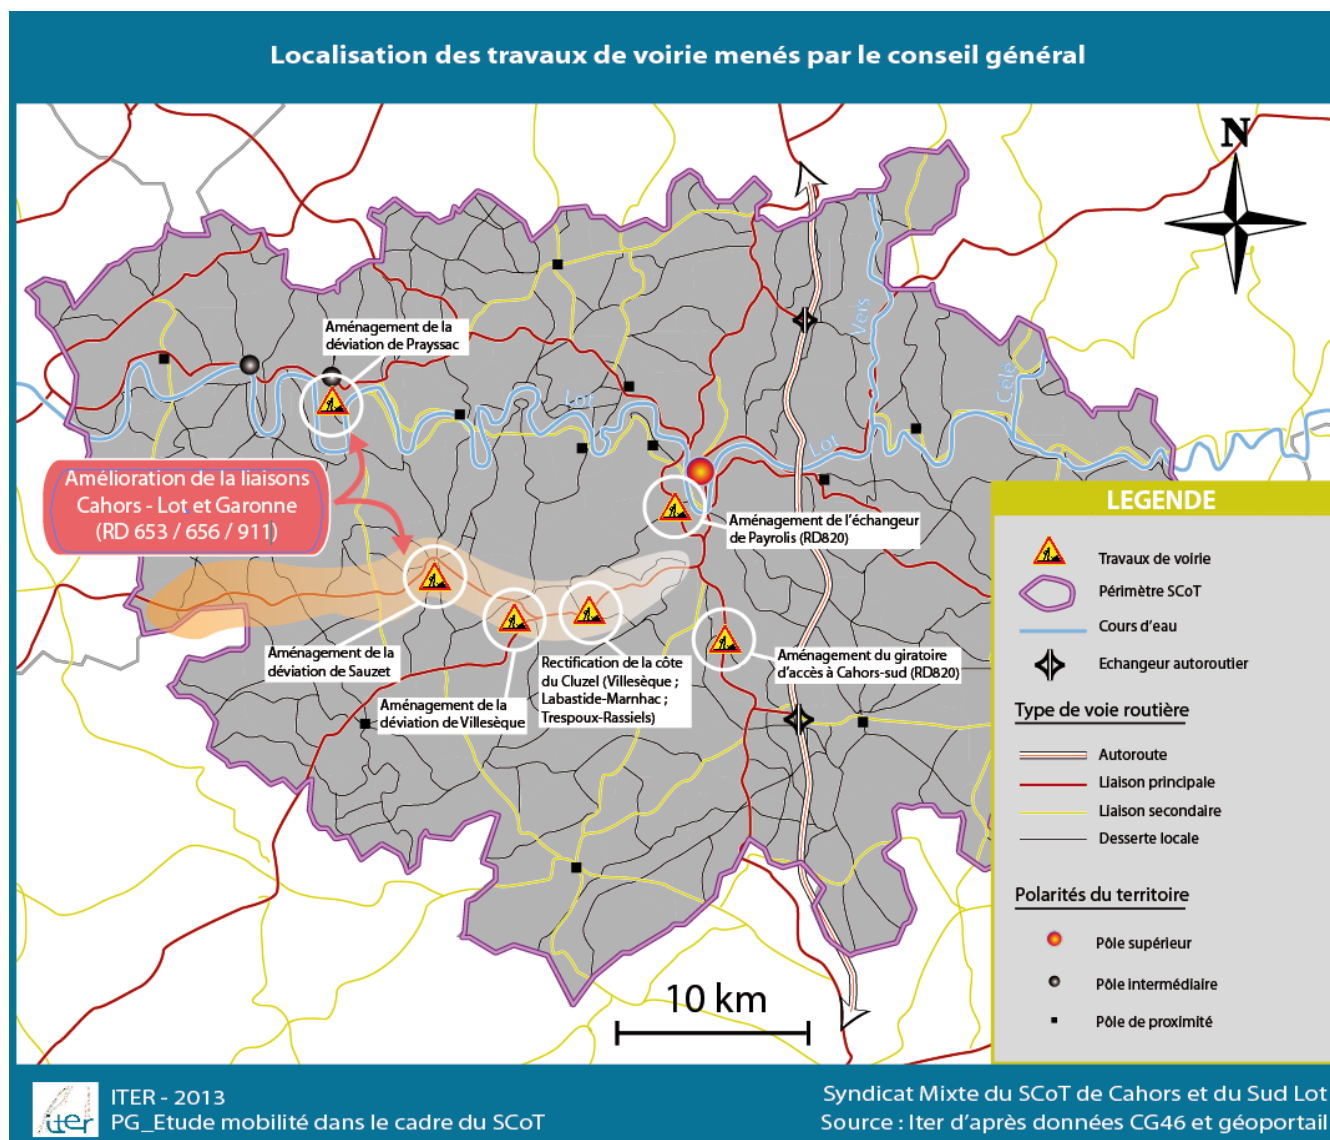 Localisation des travaux de voirie menés par le conseil général
N
Aménagement de la
déviation de Prayssac
Vers
Célé
Lot
Lot
Amélioration de la liaisons
Cahors - Lot et Garonne
(RD 653 / 656 / 911)
Aménagement de l'échangeur
de Payrolis (RD820)
Aménagement de la
déviation de Sauzet
Aménagement de la
déviation de Villesèque
Rectification de la côte
du Cluzel (Villesèque ;
Labastide-Marnhac ;
Trespoux-Rassiels)
Aménagement du giratoire
d'accès à Cahors-sud (RD820)
10 km
LEGENDE
Travaux de voirie
Périmètre SCoT
Cours d'eau
Echangeur autoroutier
Type de voie routière
Autoroute
Liaison principale
Liaison secondaire
Desserte locale
Polarités du territoire
Pôle supérieur
Pôle intermédiaire
Pôle de proximité
iter
ITER - 2013
PG_Etude mobilité dans le cadre du SCoT
Syndicat Mixte du SCoT de Cahors et du Sud Lot
Source : Iter d'après données CG46 et géoportail